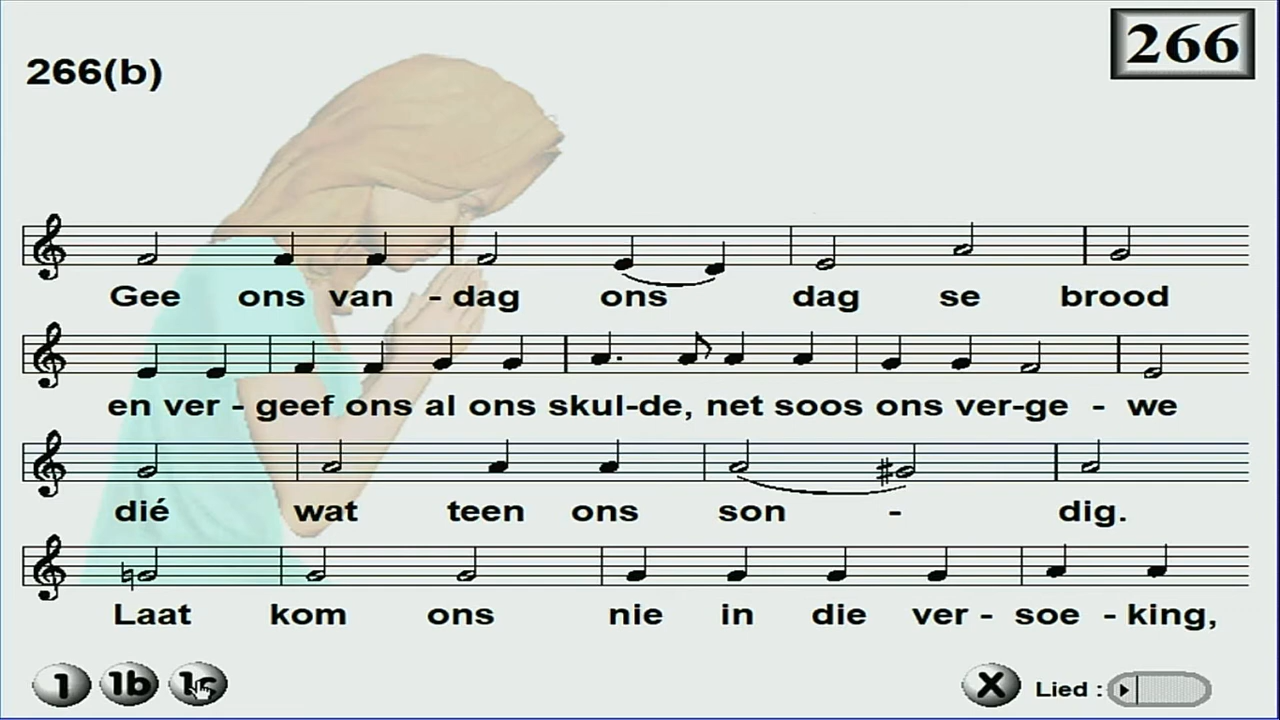 266
266(b)
Gee ons van - dag ons dag se brood
en ver - geef ons al ons skul-de, net soos ons ver-ge - we
dié wat teen ons son - dig.
Laat kom ons nie in die ver - soe - king,
1 1b 1c X Lied :